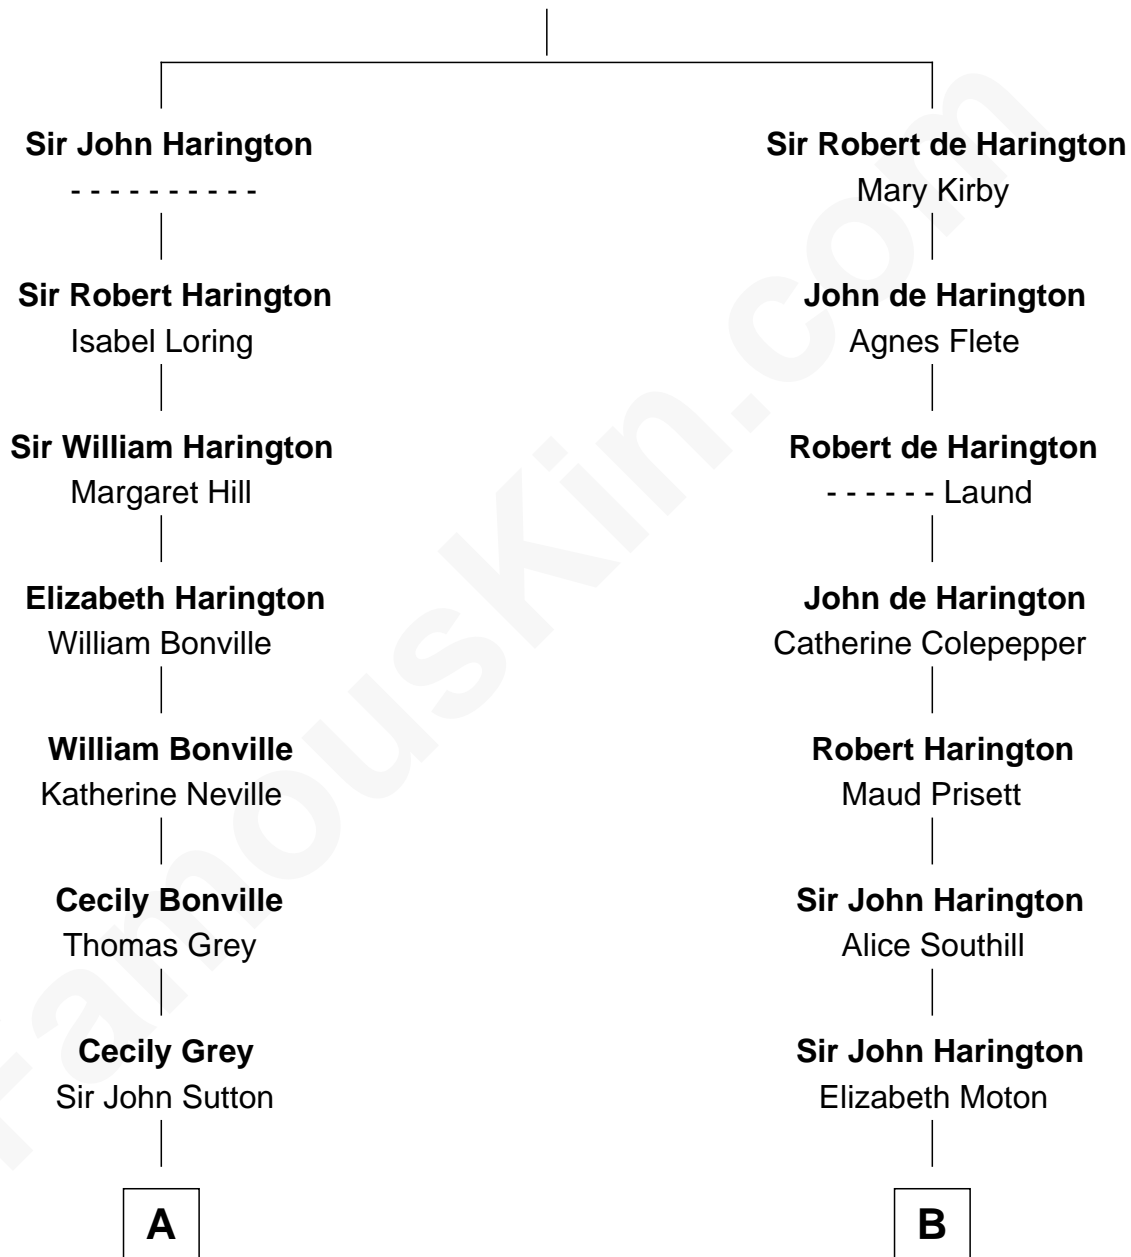 Sir John Harington
- - - - - - - - - -
Sir Robert Harington
Isabel Loring
Sir William Harington
Margaret Hill
Elizabeth Harington
William Bonville
William Bonville
Katherine Neville
Cecily Bonville
Thomas Grey
Cecily Grey
Sir John Sutton
A
Sir Robert de Harington
Mary Kirby
John de Harington
Agnes Flete
Robert de Harington
- - - - - - Laund
John de Harington
Catherine Colepepper
Robert Harington
Maud Prisett
Sir John Harington
Alice Southill
Sir John Harington
Elizabeth Moton
B
FamousKin.com